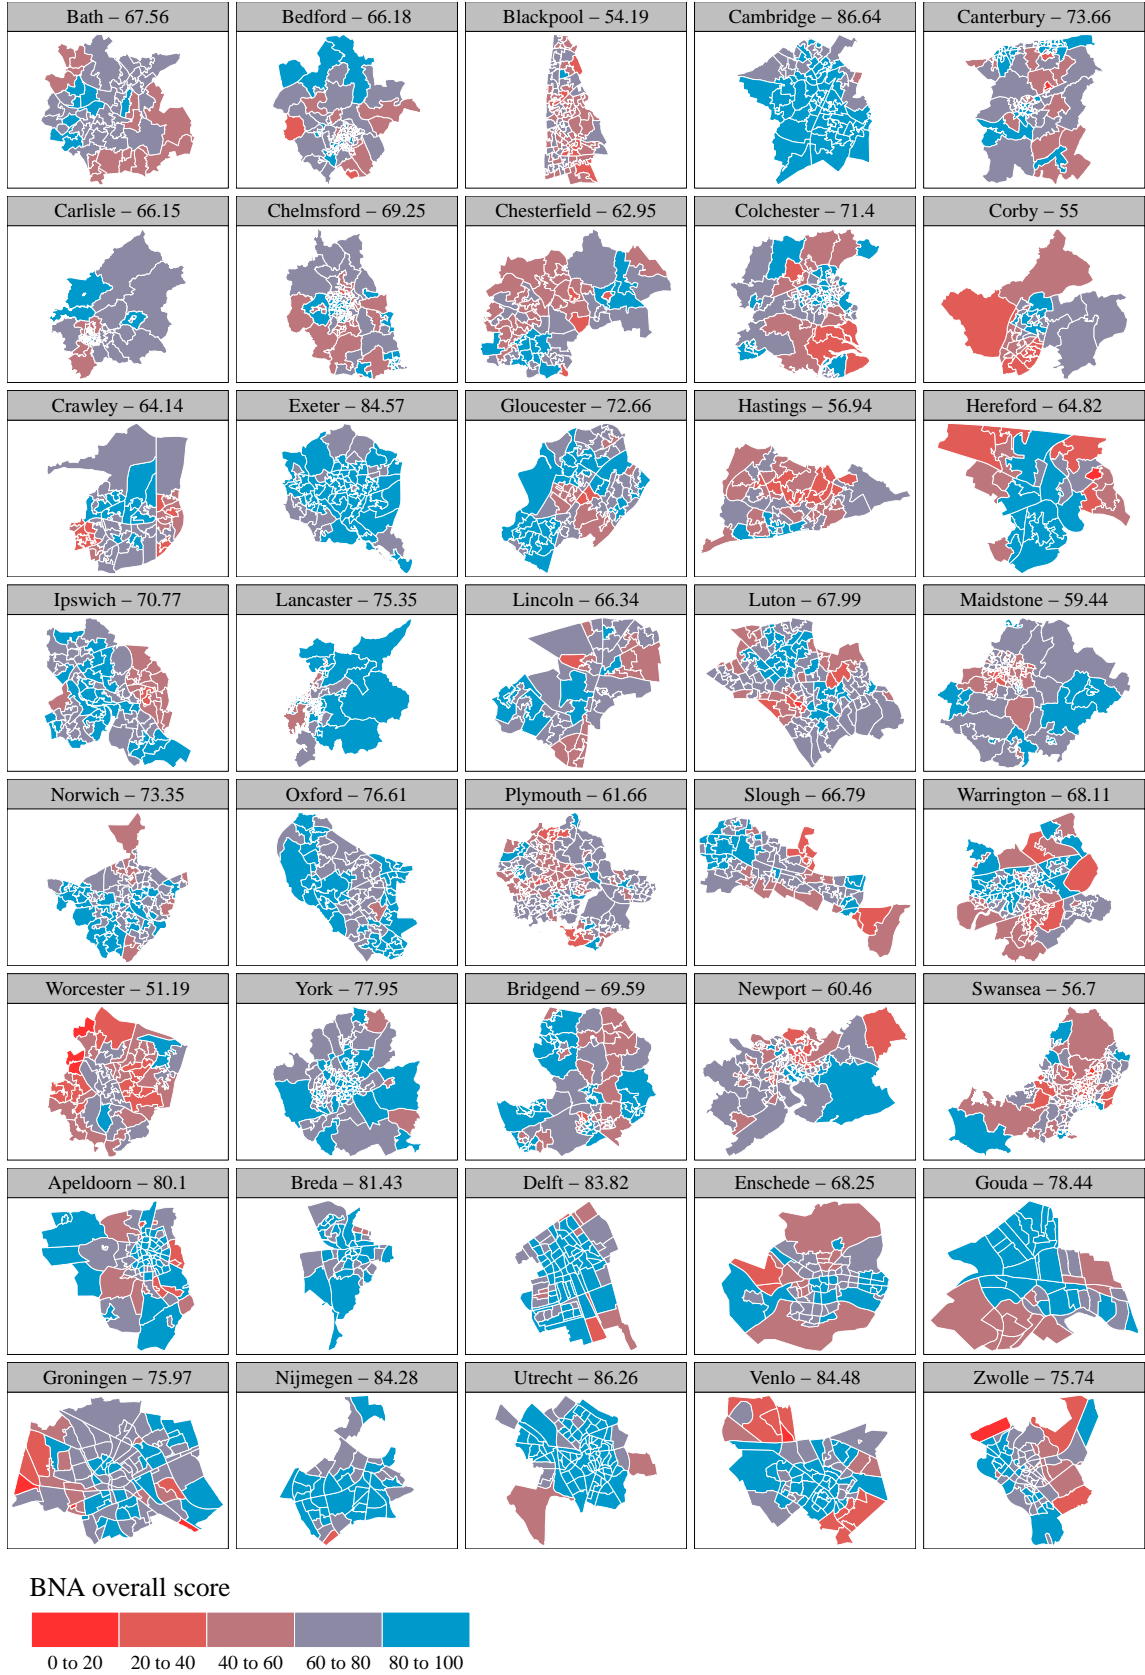 Bath – 67.56
Bedford – 66.18
Blackpool – 54.19
Cambridge – 86.64
Canterbury – 73.66
Carlisle – 66.15
Chelmsford – 69.25
Chesterfield – 62.95
Colchester – 71.4
Corby – 55
Crawley – 64.14
Exeter – 84.57
Gloucester – 72.66
Hastings – 56.94
Hereford – 64.82
Ipswich – 70.77
Lancaster – 75.35
Lincoln – 66.34
Luton – 67.99
Maidstone – 59.44
Norwich – 73.35
Oxford – 76.61
Plymouth – 61.66
Slough – 66.79
Warrington – 68.11
Worcester – 51.19
York – 77.95
Bridgend – 69.59
Newport – 60.46
Swansea – 56.7
Apeldoorn – 80.1
Breda – 81.43
Delft – 83.82
Enschede – 68.25
Gouda – 78.44
Groningen – 75.97
Nijmegen – 84.28
Utrecht – 86.26
Venlo – 84.48
Zwolle – 75.74
BNA overall score
0 to 20 20 to 40 40 to 60 60 to 80 80 to 100